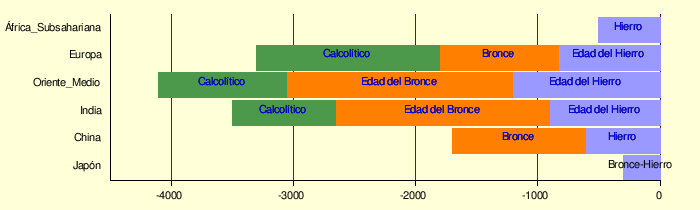 África_Subsahariana Hierro
Europa Calcolítico Bronce Edad del Hierro
Oriente_Medio Calcolítico Edad del Bronce Edad del Hierro
India Calcolítico Edad del Bronce Edad del Hierro
China Bronce Hierro
Japón Bronce-Hierro
-4000 -3000 -2000 -1000 0